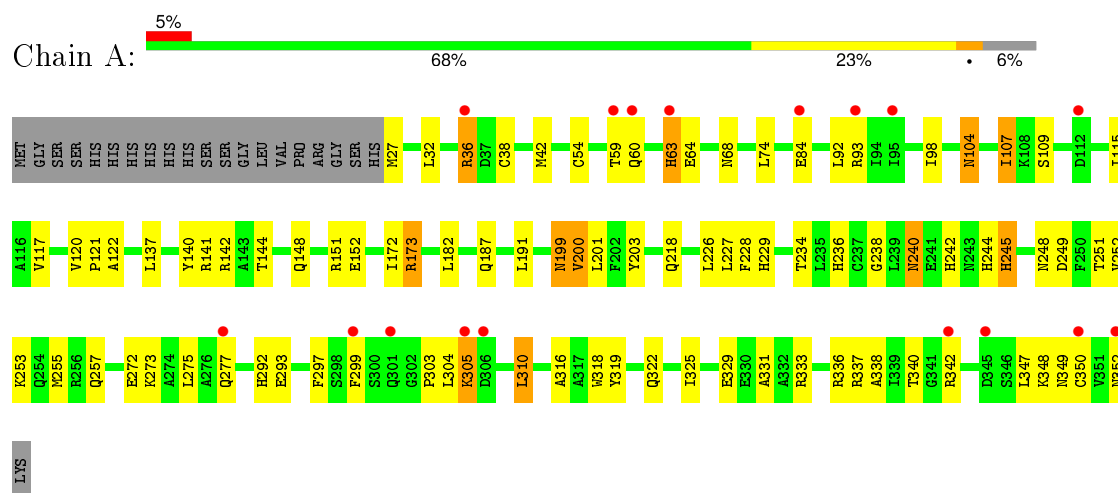 5%
Chain A:
68% 23% • 6%
MET GLY SER SER HIS HIS HIS HIS HIS HIS SER SER GLY LEU VAL PRO ARG GLY SER HIS M27 L32 R36 D37 C38 M42 C54 T59 Q60 H63 E64 N68 L74 E84 L92 R93 I94 I95 I98 N104 I107 K108 S109 D112 I115
A116 V117 V120 P121 A122 L137 Y140 R141 R142 A143 T144 Q148 R151 E152 I172 R173 L182 Q187 L191 N199 V200 L201 F202 Y203 Q218 L226 L227 F228 H229 T234 L235 H236 C237 G238 L239 N240 E241 H242 N243 H244 H245 N248 D249 F250 T251 V252
K253 Q254 M255 R256 Q257 E272 K273 A274 L275 A276 Q277 H292 E293 F297 S298 F299 S300 Q301 G302 P303 L304 K305 D306 L310 A316 A317 W318 Y319 Q322 I325 E329 E330 A331 A332 R333 R336 R337 A338 I339 T340 G341 R342 D345 S346 L347 K348 N349 C350 V351 N352
LYS